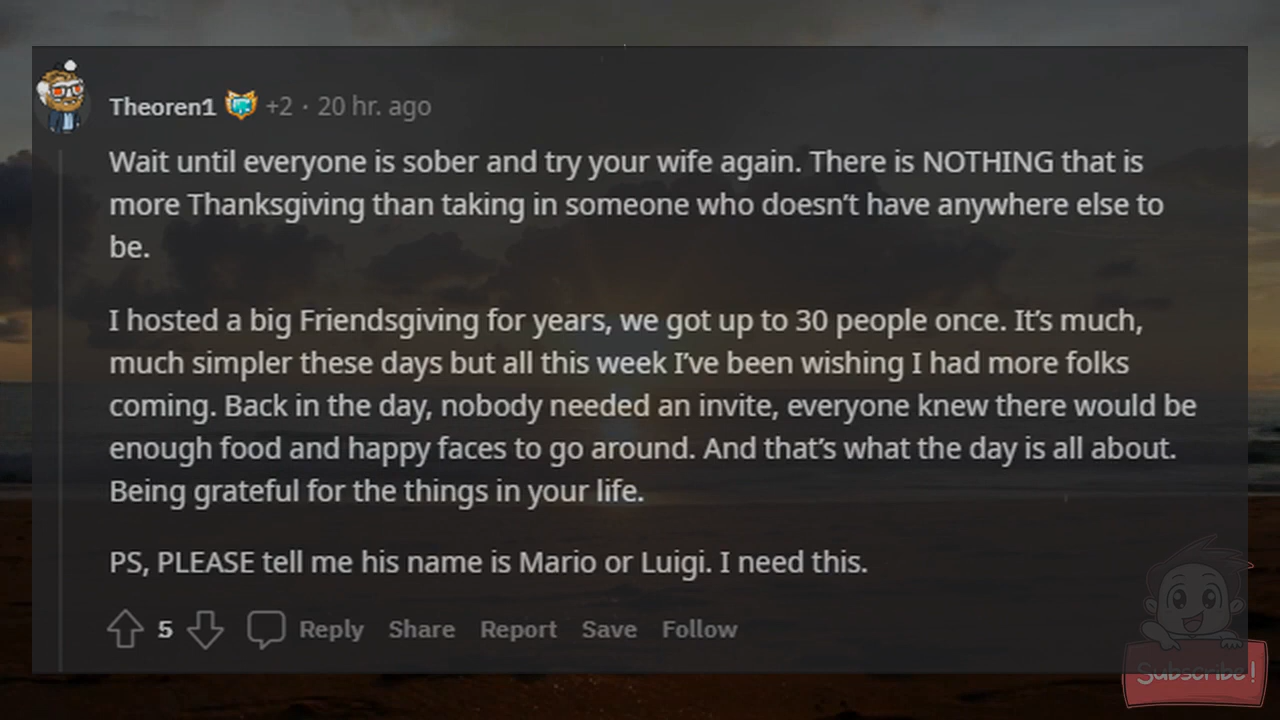 Theoren1 +2 · 20 hr. ago
Wait until everyone is sober and try your wife again. There is NOTHING that is
more Thanksgiving than taking in someone who doesn’t have anywhere else to
be.
I hosted a big Friendsgiving for years, we got up to 30 people once. It’s much,
much simpler these days but all this week I’ve been wishing I had more folks
coming. Back in the day, nobody needed an invite, everyone knew there would be
enough food and happy faces to go around. And that’s what the day is all about.
Being grateful for the things in your life.
PS, PLEASE tell me his name is Mario or Luigi. I need this.
5 Reply Share Report Save Follow
Subscribe!